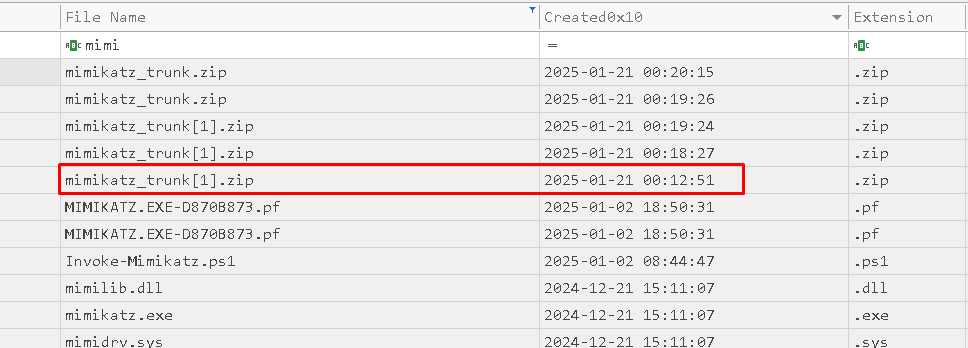 File Name Created0x10 Extension
ABC mimi = ABC
mimikatz_trunk.zip 2025-01-21 00:20:15 .zip
mimikatz_trunk.zip 2025-01-21 00:19:26 .zip
mimikatz_trunk[1].zip 2025-01-21 00:19:24 .zip
mimikatz_trunk[1].zip 2025-01-21 00:18:27 .zip
mimikatz_trunk[1].zip 2025-01-21 00:12:51 .zip
MIMIKATZ.EXE-D870B873.pf 2025-01-02 18:50:31 .pf
MIMIKATZ.EXE-D870B873.pf 2025-01-02 18:50:31 .pf
Invoke-Mimikatz.ps1 2025-01-02 08:44:47 .ps1
mimilib.dll 2024-12-21 15:11:07 .dll
mimikatz.exe 2024-12-21 15:11:07 .exe
mimidrv.sys 2024-12-21 15:11:07 .sys